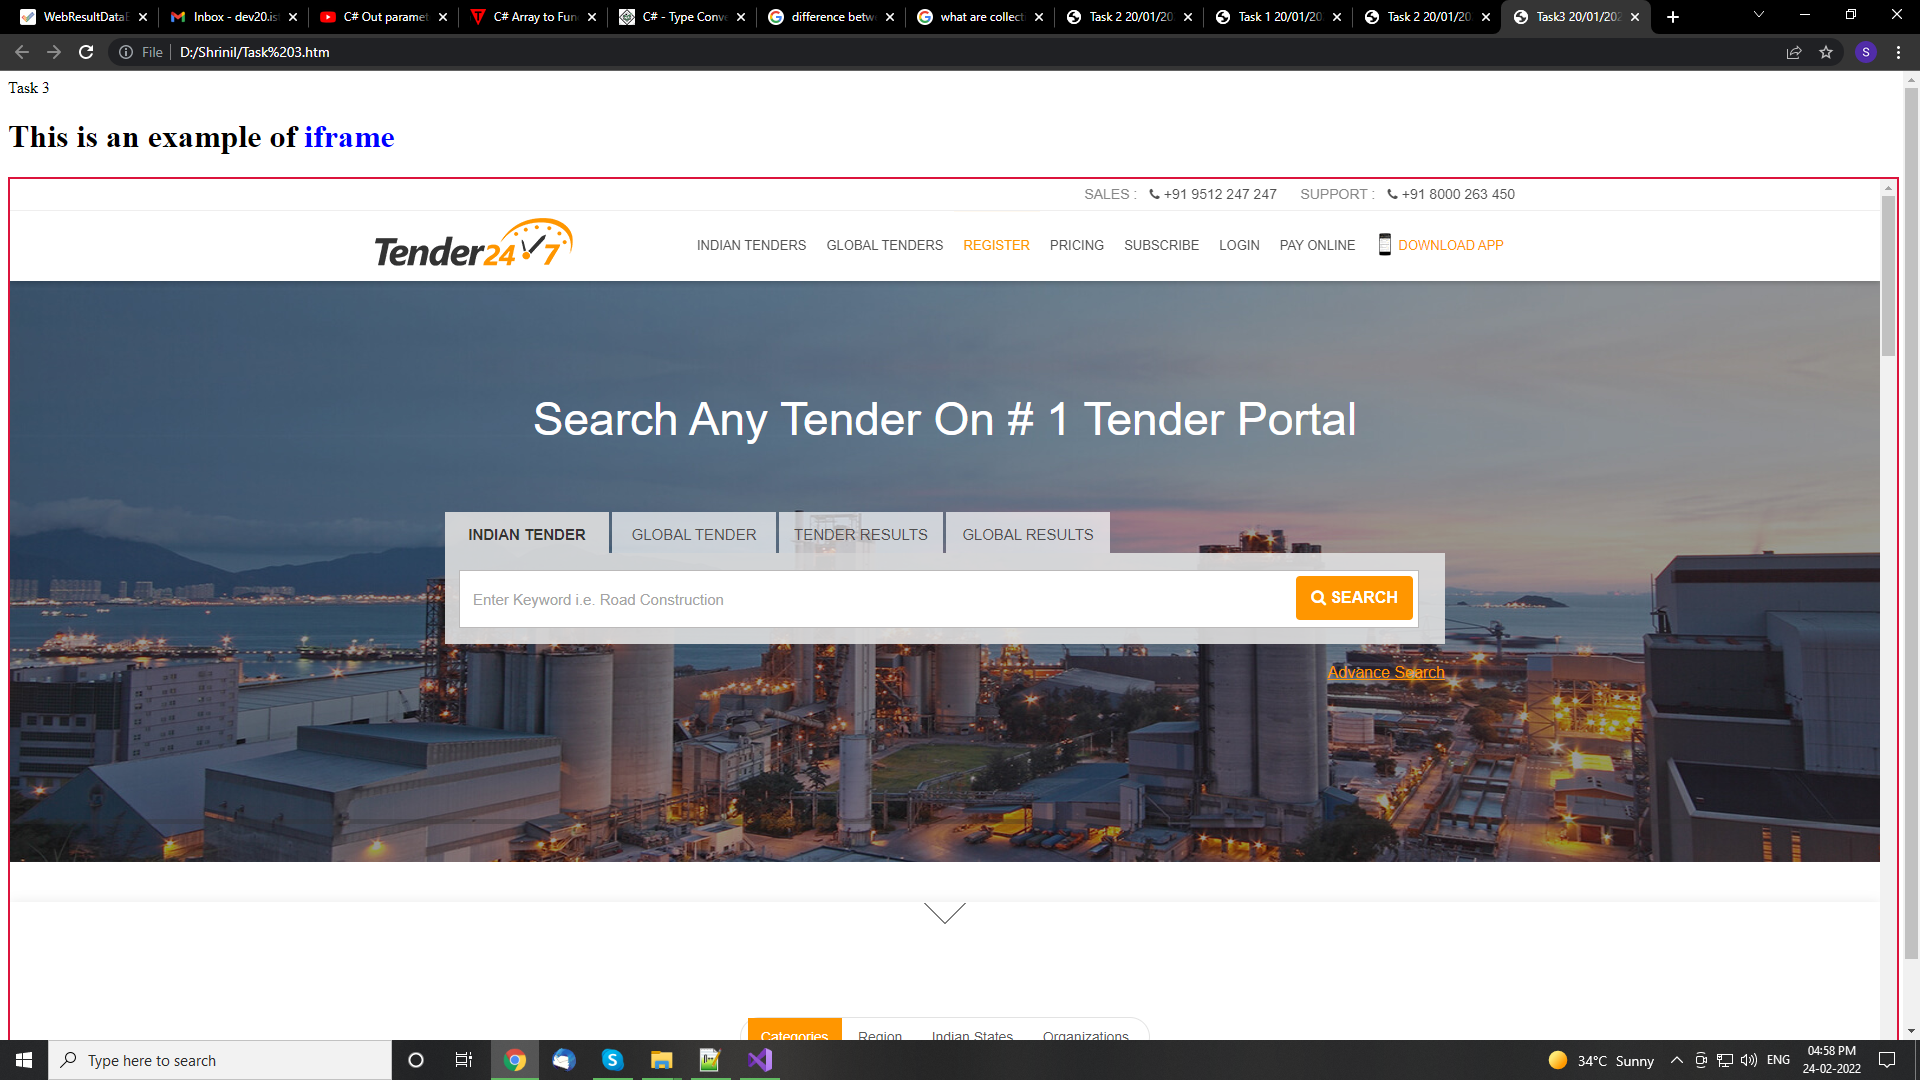 WebResultData
Inbox - dev20.is
C# Out paramet
C# Array to Fun
C# - Type Conve
difference betw
what are collect
Task 2 20/01/20
Task 1 20/01/20
Task 2 20/01/20
Task3 20/01/202
File
D:/Shrinil/Task%203.htm
S
Task 3
This is an example of iframe
SALES : +91 9512 247 247 SUPPORT : +91 8000 263 450
Tender247
INDIAN TENDERS GLOBAL TENDERS REGISTER PRICING SUBSCRIBE LOGIN PAY ONLINE DOWNLOAD APP
Search Any Tender On # 1 Tender Portal
INDIAN TENDER GLOBAL TENDER TENDER RESULTS GLOBAL RESULTS
Enter Keyword i.e. Road Construction SEARCH
Advance Search
Categories Region Indian States Organizations
Type here to search
34°C Sunny
ENG
04:58 PM
24-02-2022